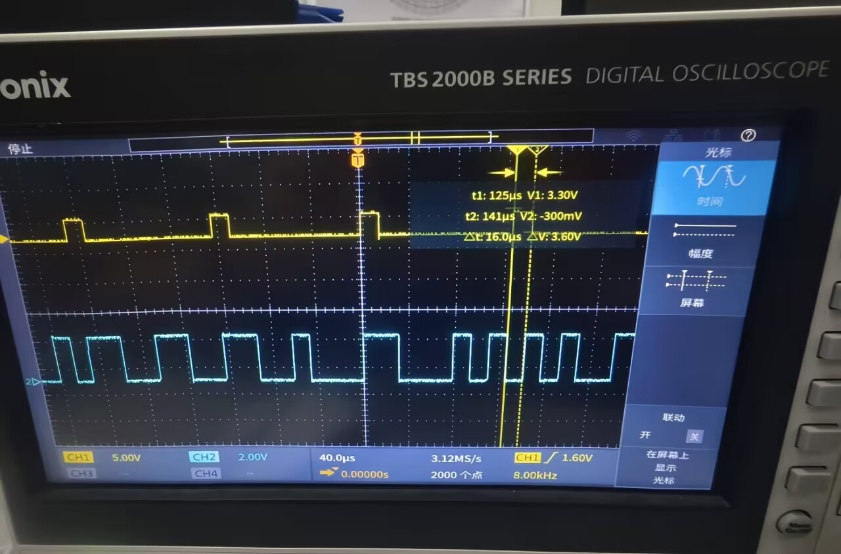 onix
TBS 2000B SERIES DIGITAL OSCILLOSCOPE
停止
T
?
光标
时间
t1: 125μs V1: 3.30V
t2: 141μs V2: -300mV
△t: 16.0μs △V: 3.60V
幅度
屏幕
2
联动
开 关
在屏幕上
显示
光标
CH1 5.00V CH2 2.00V 40.0μs 3.12MS/s CH1 1.60V
CH3 -- CH4 -- 0.00000s 2000 个点 8.00kHz